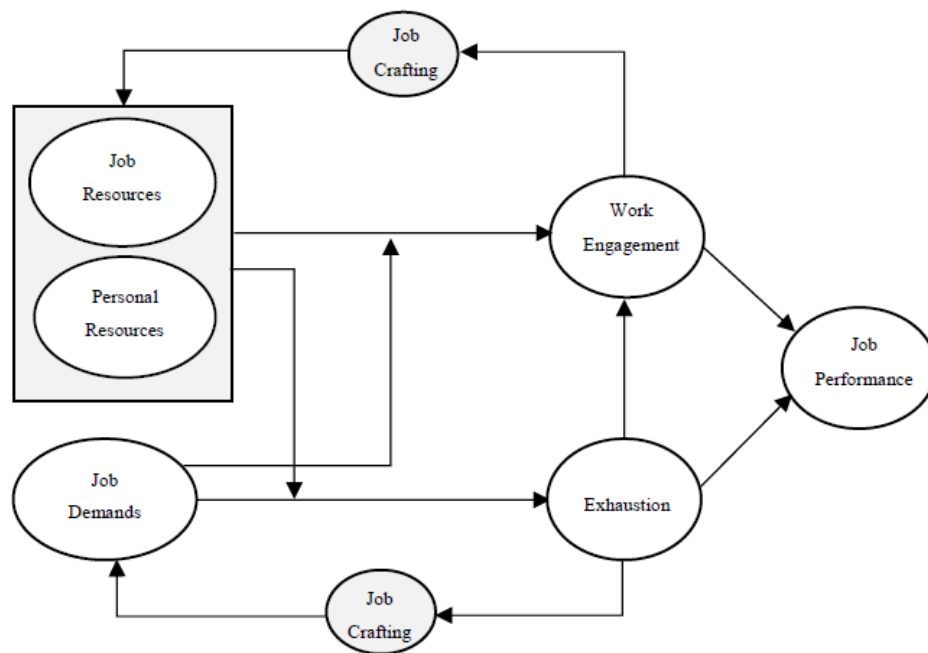 Job
Crafting
Job
Resources
Work
Engagement
Personal
Resources
Job
Performance
Job
Demands
Exhaustion
Job
Crafting